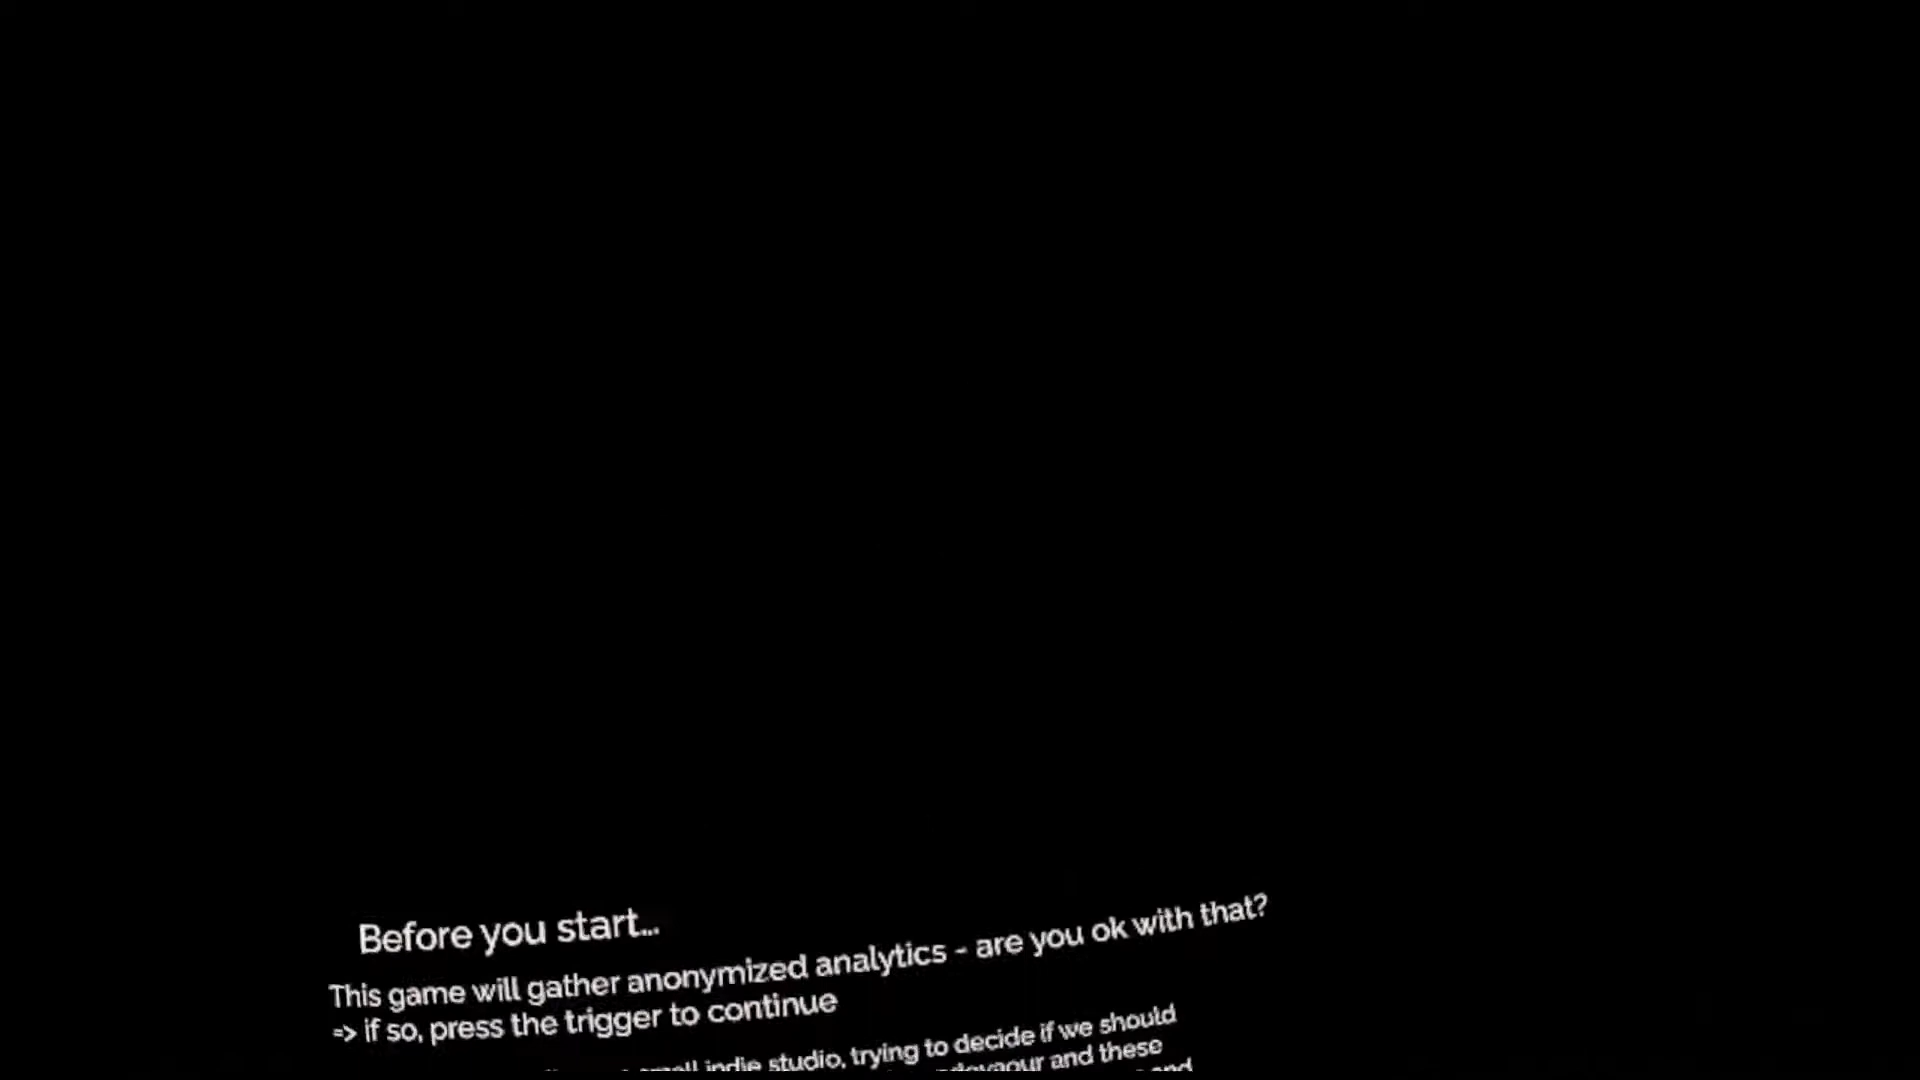 Before you start...
This game will gather anonymized analytics - are you ok with that?
=> if so, press the trigger to continue
small indie studio, trying to decide if we should
and these
and